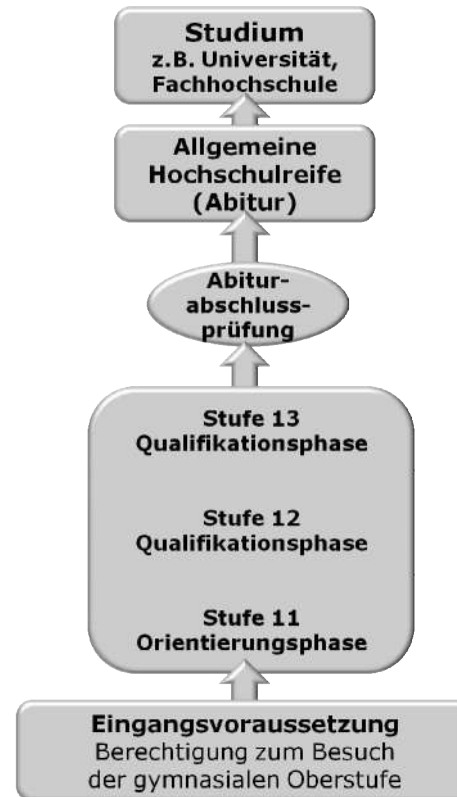 Studium
z.B. Universität,
Fachhochschule
Allgemeine
Hochschulreife
(Abitur)
Abitur-
abschluss-
prüfung
Stufe 13
Qualifikationsphase
Stufe 12
Qualifikationsphase
Stufe 11
Orientierungsphase
Eingangsvoraussetzung
Berechtigung zum Besuch
der gymnasialen Oberstufe